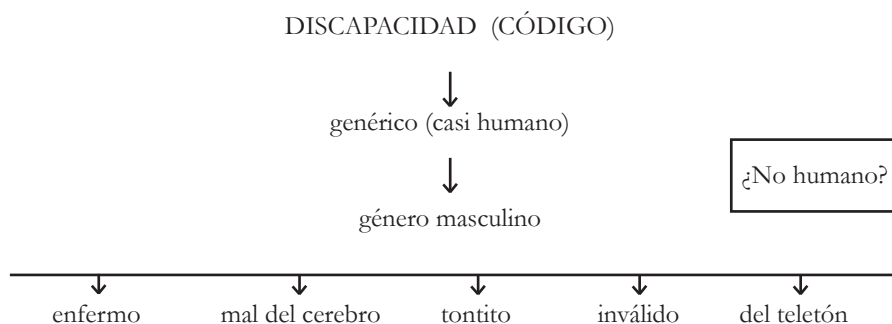 DISCAPACIDAD (CÓDIGO)
genérico (casi humano)
¿No humano?
género masculino
enfermo mal del cerebro tontito inválido del teletón